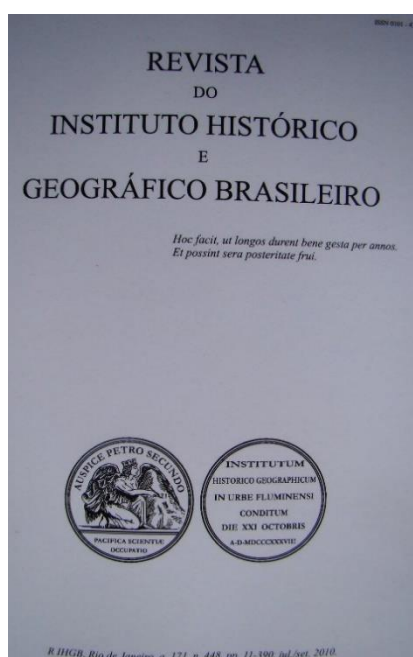 REVISTA
DO
INSTITUTO HISTÓRICO
E
GEOGRÁFICO BRASILEIRO
Hoc facit, ut longos durent bene gesta per annos.
Et possint sera posteritate frui.
AUSPICE PETRO SECUNDO
PACIFICA SCIENTIÆ
OCCUPATIO
INSTITUTUM
HISTORICO GEOGRAPHICUM
IN URBE FLUMINENSI
CONDITUM
DIE XXI OCTOBRIS
A·D·MDCCCXXXVIII
R IHGB, Rio de Janeiro, a. 171, n. 448, pp. 11-390, jul./set. 2010.